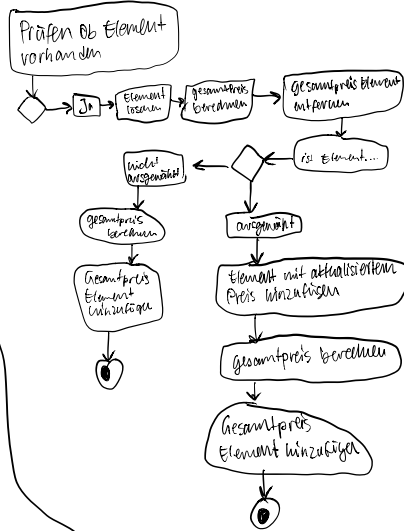 Prüfen ob Element
vorhanden
Ja
Element
löschen
gesamtpreis
berechnen
Gesamtpreis Element
entfernen
ist Element....
nicht
ausgewählt
ausgewählt
gesamtpreis
berechnen
Gesamtpreis
Element
hinzufügen
Element mit aktualisiertem
Preis hinzufügen
gesamtpreis berechnen
Gesamtpreis
Element hinzufügen